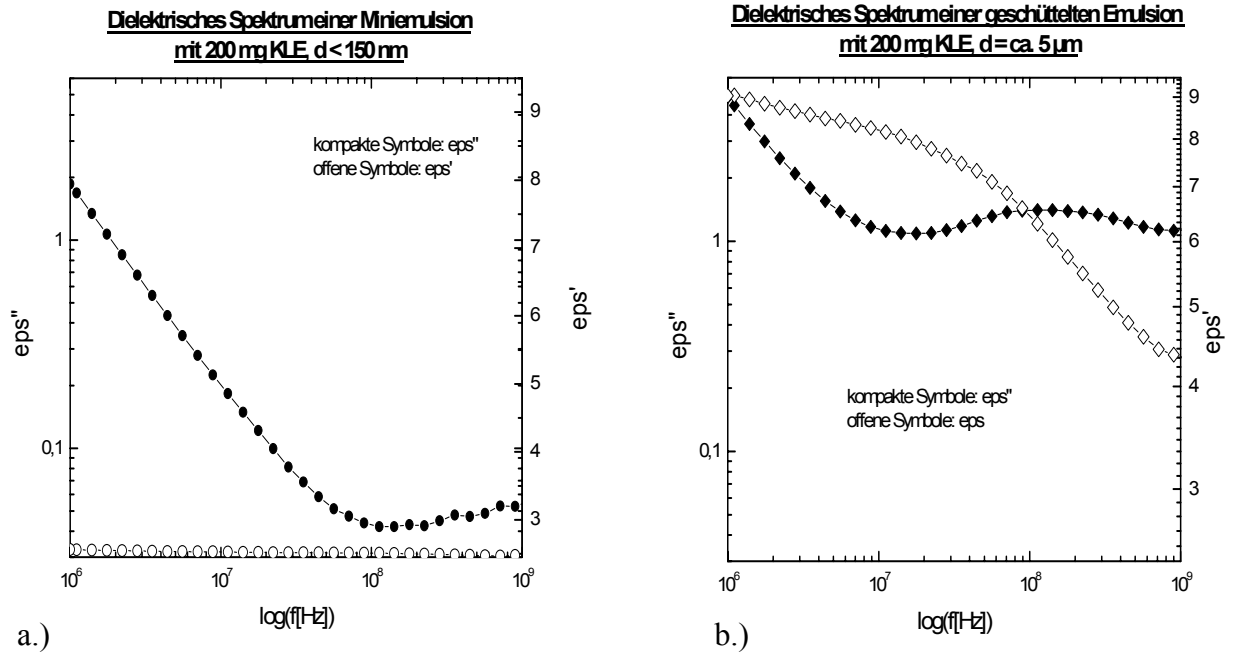 Dielektrisches Spektrum einer Miniemulsion
mit 200 mg KLE, d < 150 nm
kompakte Symbole: eps"
offene Symbole: eps'
eps"
1
0,1
9
8
7
6
5
4
3
eps'
10⁶
10⁷
10⁸
10⁹
log(f[Hz])
a.)
Dielektrisches Spektrum einer geschüttelten Emulsion
mit 200 mg KLE, d = ca. 5 µm
eps"
1
0,1
kompakte Symbole: eps"
offene Symbole: eps
9
8
7
6
5
4
3
eps'
10⁶
10⁷
10⁸
10⁹
log(f[Hz])
b.)